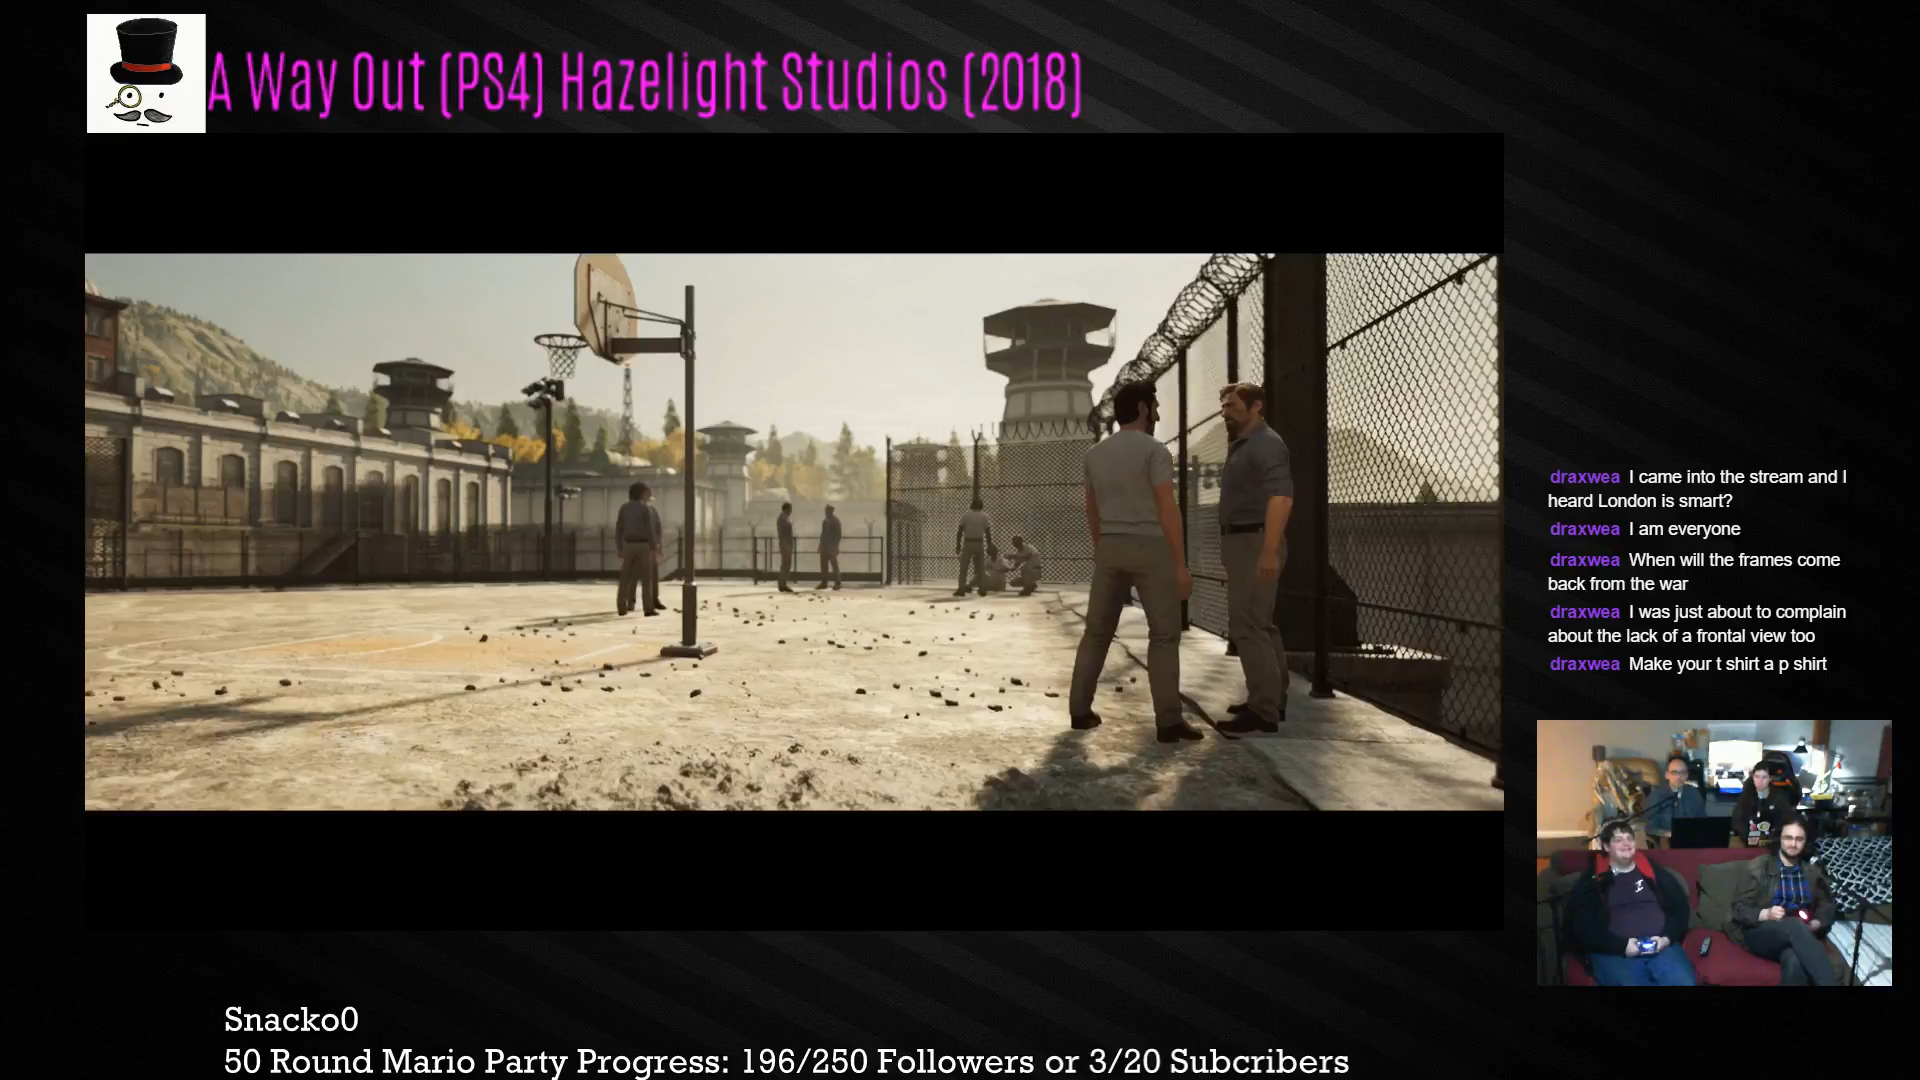 A Way Out (PS4) Hazelight Studios (2018)
draxwea I came into the stream and I
heard London is smart?
draxwea I am everyone
draxwea When will the frames come
back from the war
draxwea I was just about to complain
about the lack of a frontal view too
draxwea Make your t shirt a p shirt
Snacko0
50 Round Mario Party Progress: 196/250 Followers or 3/20 Subcribers